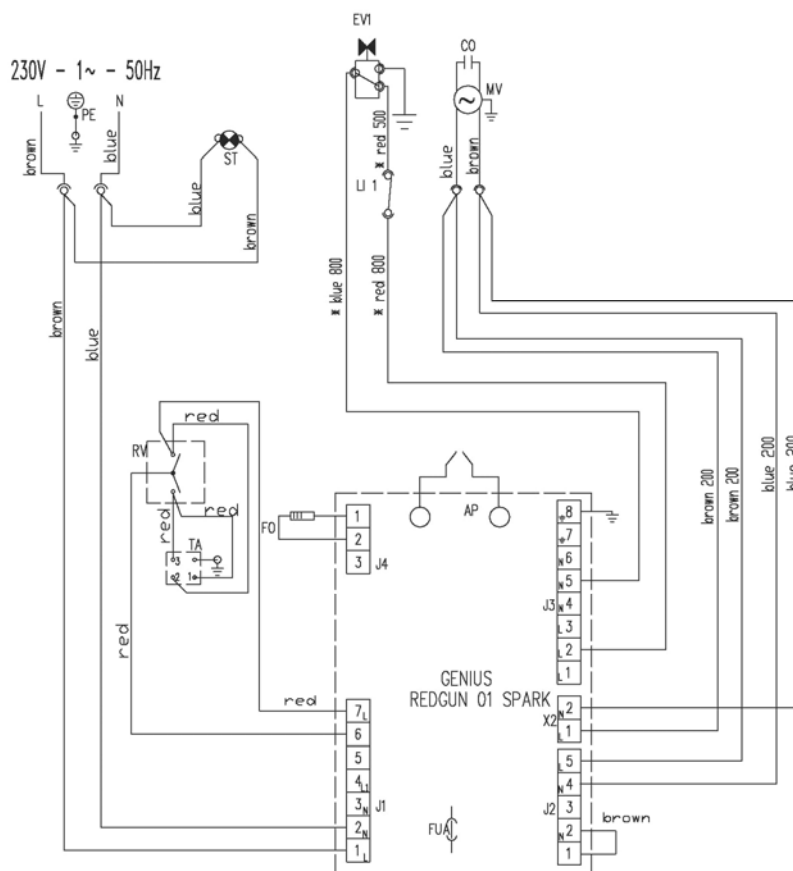 EV1
CO
230V - 1~ - 50Hz
MV
L
N
PE
brown
blue
ST
blue
brown
* red 500
LI 1
blue
brown
brown
blue
* blue 800
* red 800
red
RV
red
red
TA
3
2
1
red
brown 200
brown 200
blue 200
FO
1
2
3
J4
AP
8
7
N 6
N 5
J3 N 4
L 3
L 2
L 1
GENIUS
REDGUN 01 SPARK
red
7 L
6
5
4 L1
3 N
J1
2 N
1 L
X2 N 2
L 1
L 5
N 4
J2 3
N 2
1
brown
FUA